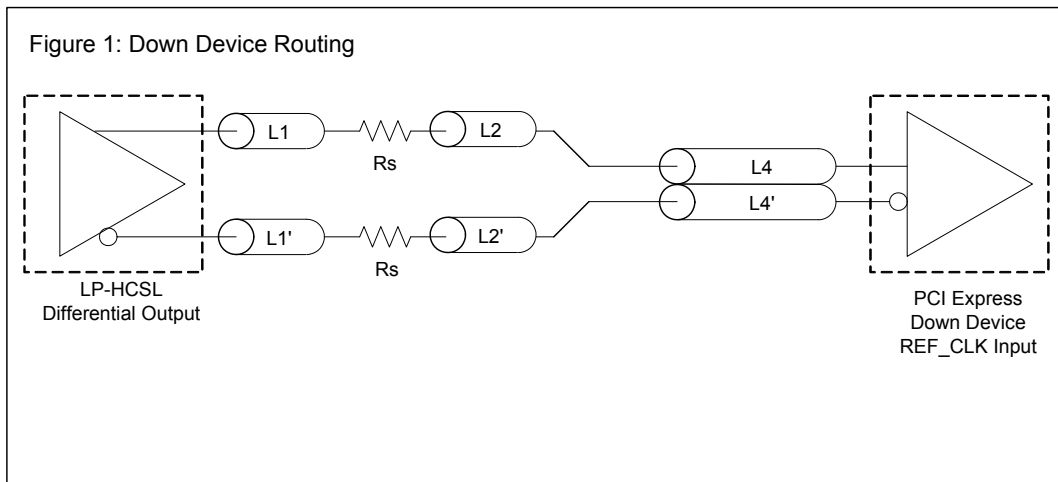 Figure 1: Down Device Routing
L1
Rs
L2
L4
L4'
L1'
Rs
L2'
LP-HCSL
Differential Output
PCI Express
Down Device
REF_CLK Input